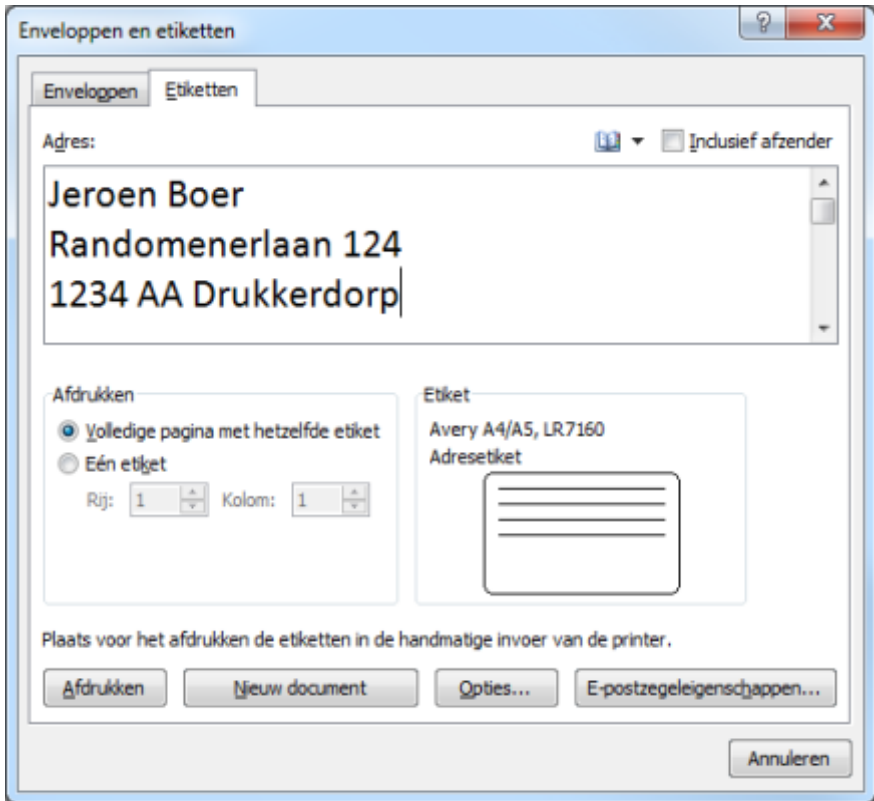 Enveloppen en etiketten
Enveloppen Etiketten
Adres: Inclusief afzender
Jeroen Boer
Randomenerlaan 124
1234 AA Drukkerdorp
Afdrukken
Volledige pagina met hetzelfde etiket
Eén etiket
Rij: 1 Kolom: 1
Etiket
Avery A4/A5, LR7160
Adresetiket
Plaats voor het afdrukken de etiketten in de handmatige invoer van de printer.
Afdrukken Nieuw document Opties... E-postzegeleigenschappen...
Annuleren